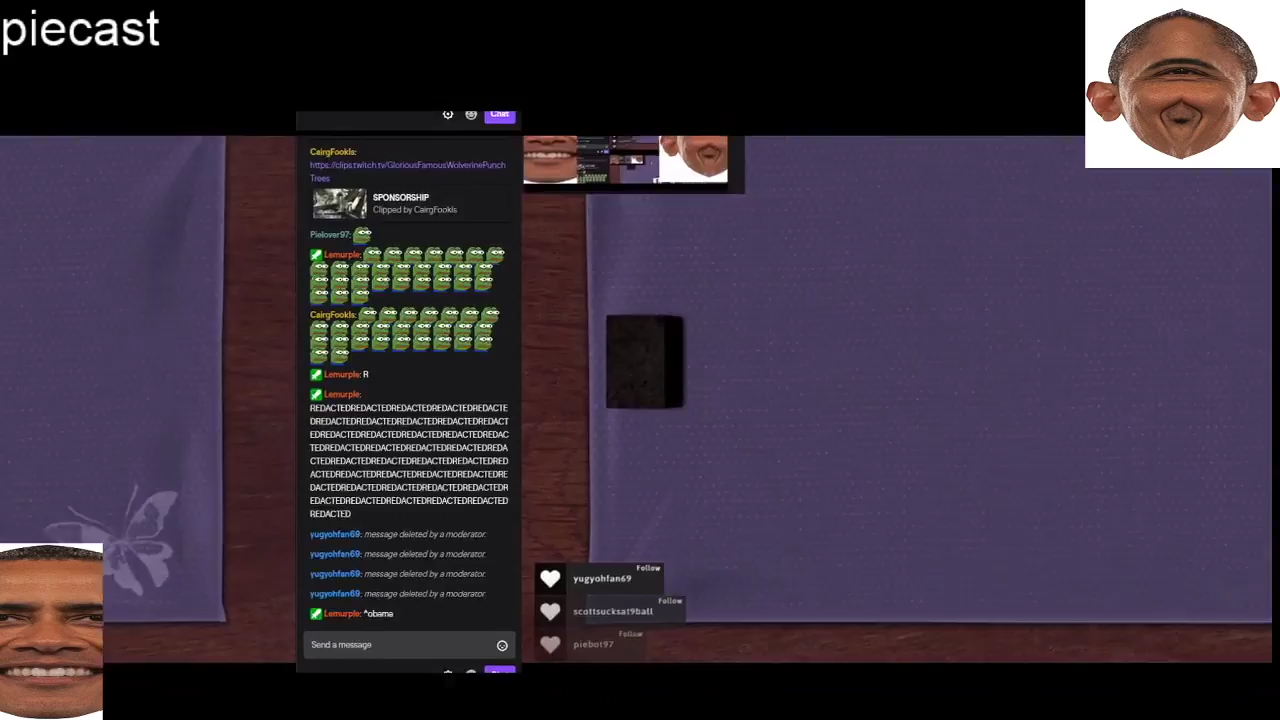 piecast
Chat
CairgFookls:
https://clips.twitch.tv/GloriousFamousWolverinePunch
Trees
SPONSORSHIP
Clipped by CairgFookls
Pielover97:
Lemurple:
CairgFookls:
Lemurple: R
Lemurple:
REDACTEDREDACTEDREDACTEDREDACTEDREDACTE
DREDACTEDREDACTEDREDACTEDREDACTEDREDACT
EDREDACTEDREDACTEDREDACTEDREDACTEDREDAC
TEDREDACTEDREDACTEDREDACTEDREDACTEDREDA
CTEDREDACTEDREDACTEDREDACTEDREDACTEDRED
ACTEDREDACTEDREDACTEDREDACTEDREDACTEDRE
DACTEDREDACTEDREDACTEDREDACTEDREDACTEDR
EDACTEDREDACTEDREDACTEDREDACTEDREDACTED
REDACTED
yugyohfan69: message deleted by a moderator.
yugyohfan69: message deleted by a moderator.
yugyohfan69: message deleted by a moderator.
yugyohfan69: message deleted by a moderator.
Lemurple: ^obama
Send a message
Follow
yugyohfan69
Follow
scottsucksat9ball
Follow
piebot97